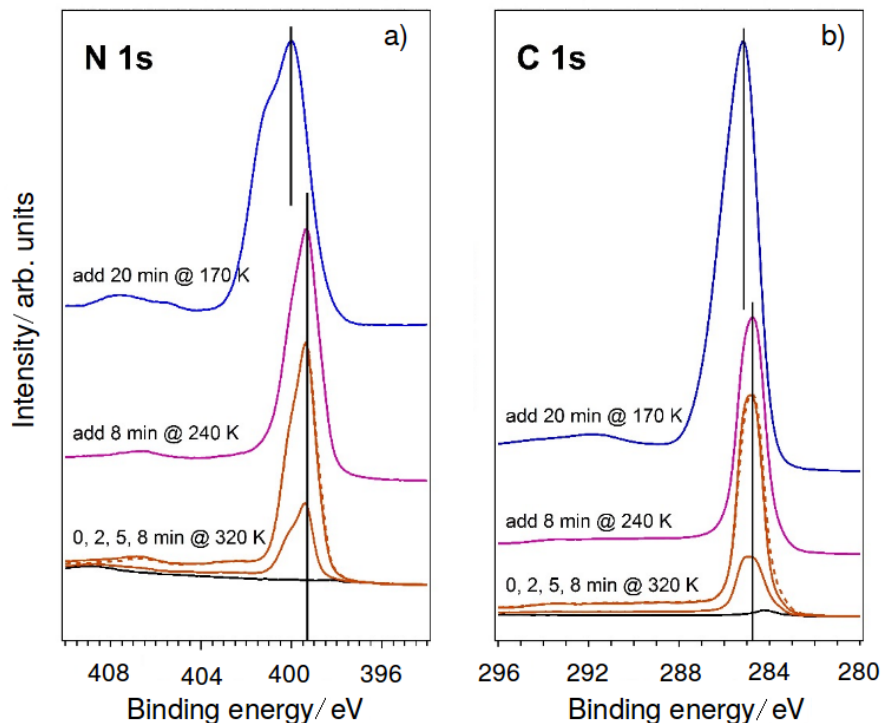 N 1s
a)
add 20 min @ 170 K
add 8 min @ 240 K
0, 2, 5, 8 min @ 320 K
Intensity/ arb. units
408 404 400 396
Binding energy/ eV
C 1s
b)
add 20 min @ 170 K
add 8 min @ 240 K
0, 2, 5, 8 min @ 320 K
296 292 288 284 280
Binding energy/ eV